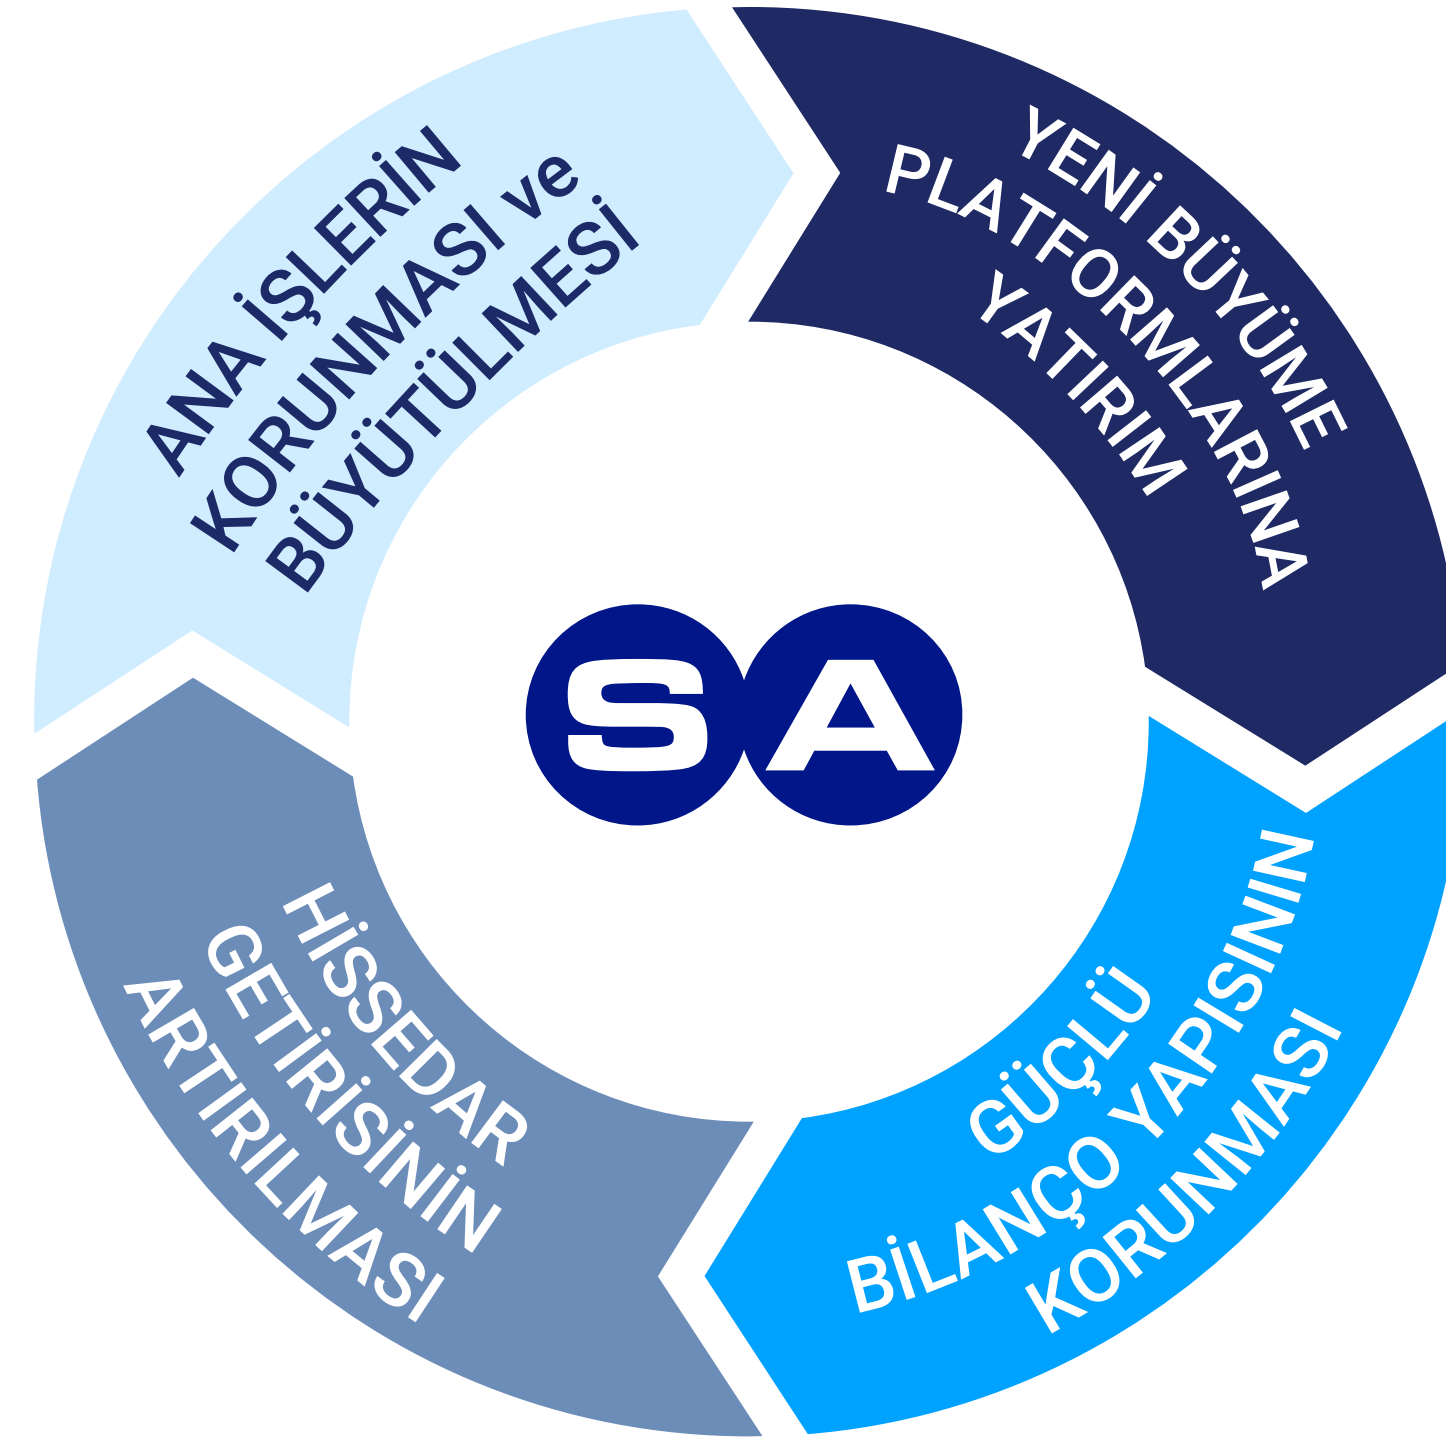 ANA İŞLERİN
KORUNMASI ve
BÜYÜTÜLMESİ
YENİ BÜYÜME
PLATFORMLARINA
YATIRIM
SA
HİSSEDAR
GETİRİSİNİN
ARTIRILMASI
GÜÇLÜ
BİLANÇO YAPISININ
KORUNMASI